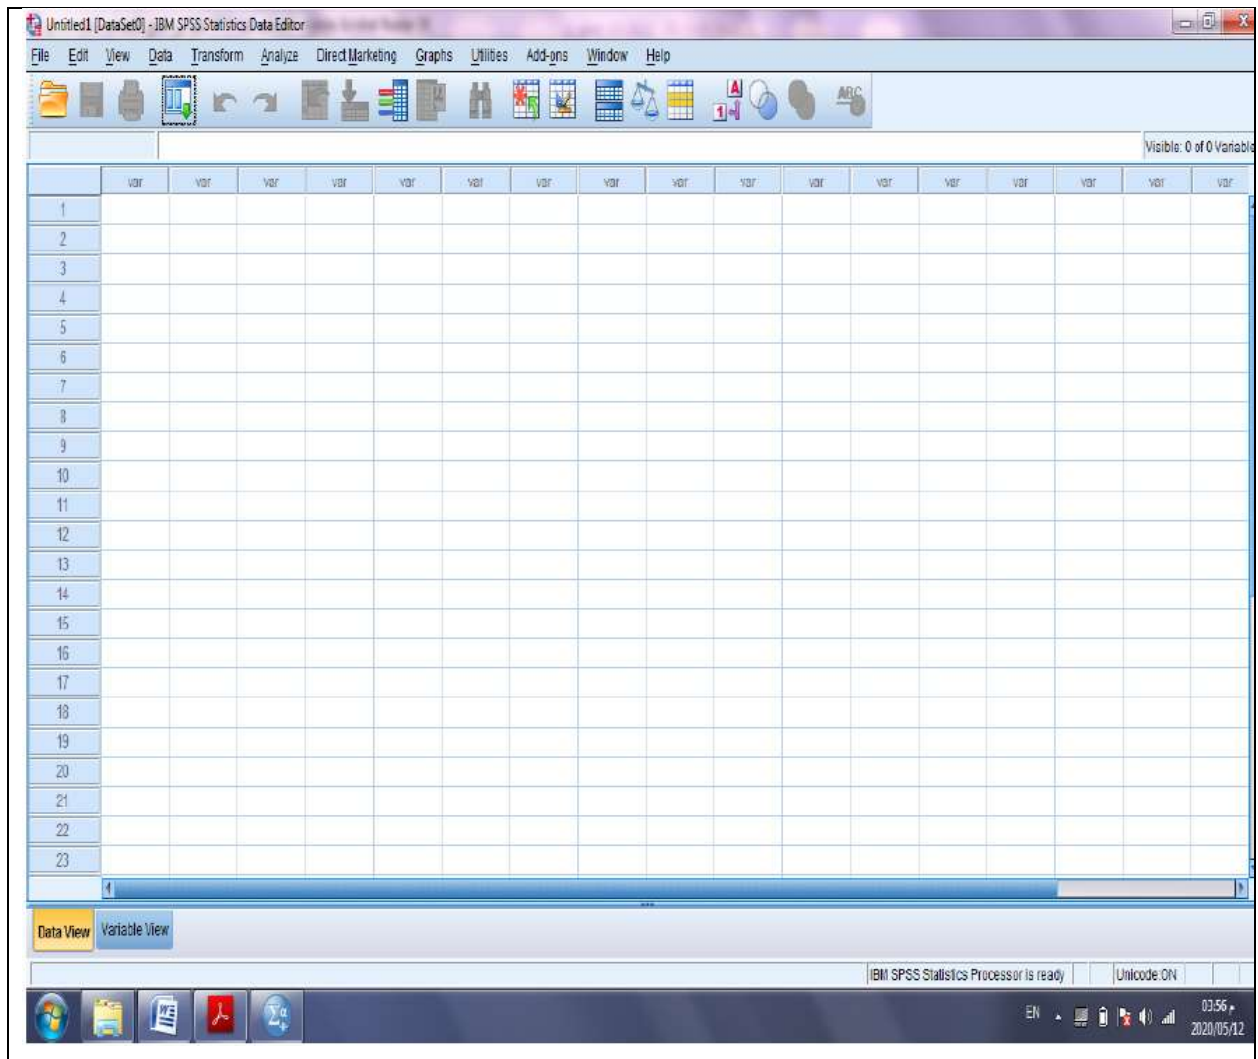 Untitled1 [DataSet0] - IBM SPSS Statistics Data Editor
File Edit View Data Transform Analyze Direct Marketing Graphs Utilities Add-ons Window Help
A
1
ABC
Visible: 0 of 0 Variable
var var var var var var var var var var var var var var var var var
1
2
3
4
5
6
7
8
9
10
11
12
13
14
15
16
17
18
19
20
21
22
23
Data View Variable View
IBM SPSS Statistics Processor is ready Unicode:ON
W Σα
EN 03:56 م
2020/05/12